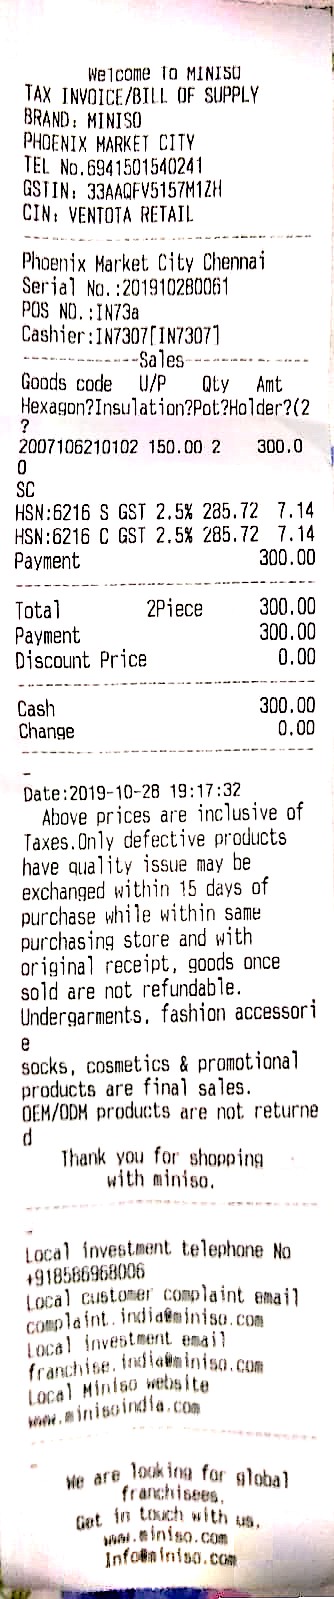 Welcome To MINISO
TAX INVOICE/BILL OF SUPPLY
BRAND: MINISO
PHOENIX MARKET CITY
TEL No.6941501540241
GSTIN: 33AAQFV5157M1ZH
CIN: VENTOTA RETAIL
Phoenix Market City Chennai
Serial No.:201910280061
POS NO.:IN73a
Cashier:IN7307[IN7307]
------------Sales------------
Goods code U/P Qty Amt
Hexagon?Insulation?Pot?Holder?(2
?
2007106210102 150.00 2 300.0
0
SC
HSN:6216 S GST 2.5% 285.72 7.14
HSN:6216 C GST 2.5% 285.72 7.14
Payment 300.00
Total 2Piece 300.00
Payment 300.00
Discount Price 0.00
Cash 300.00
Change 0.00
-
Date:2019-10-28 19:17:32
Above prices are inclusive of
Taxes.Only defective products
have quality issue may be
exchanged within 15 days of
purchase while within same
purchasing store and with
original receipt, goods once
sold are not refundable.
Undergarments, fashion accessori
e
socks, cosmetics & promotional
products are final sales.
OEM/ODM products are not returne
d
Thank you for shopping
with miniso.
-
Local investment telephone No
+918586968006
Local customer complaint email
complaint.india@miniso.com
Local investment email
franchise.india@miniso.com
Local Miniso website
www.minisoindia.com
-
We are looking for global
franchisees.
Get in touch with us.
www.miniso.com
Info@miniso.com